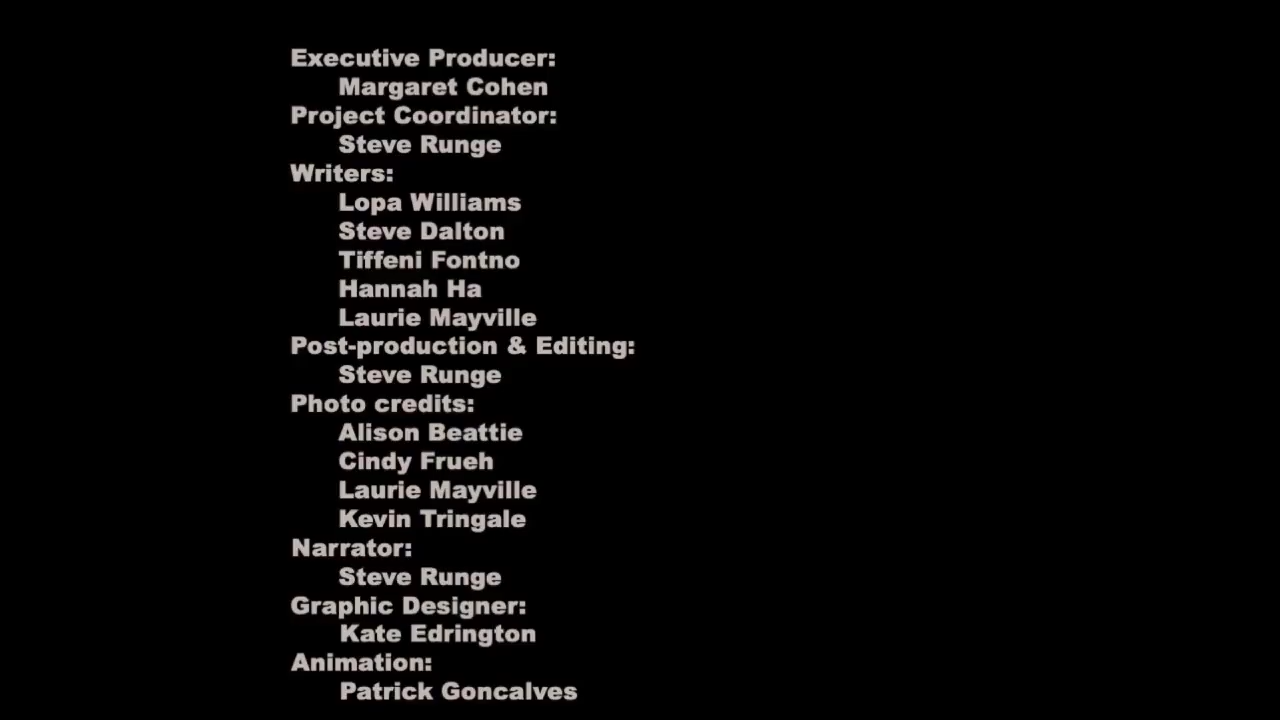 Executive Producer:
Margaret Cohen
Project Coordinator:
Steve Runge
Writers:
Lopa Williams
Steve Dalton
Tiffeni Fontno
Hannah Ha
Laurie Mayville
Post-production & Editing:
Steve Runge
Photo credits:
Alison Beattie
Cindy Frueh
Laurie Mayville
Kevin Tringale
Narrator:
Steve Runge
Graphic Designer:
Kate Edrington
Animation:
Patrick Goncalves